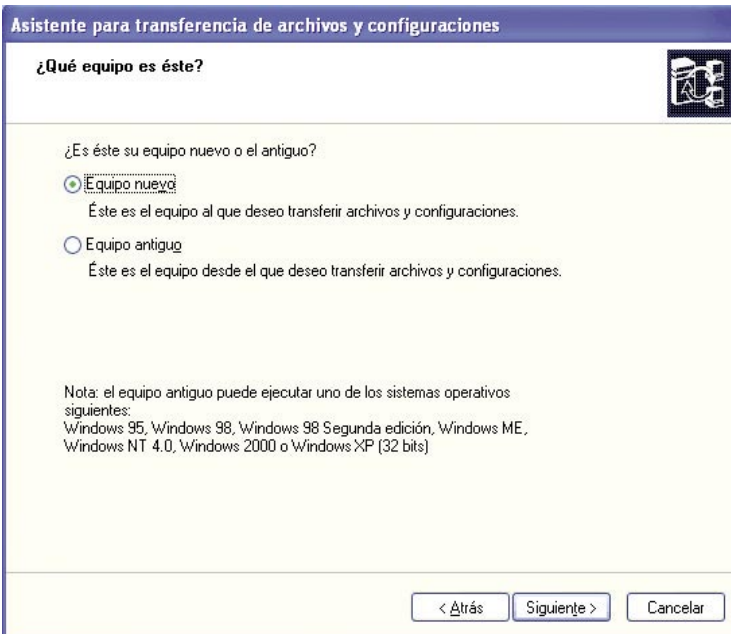 Asistente para transferencia de archivos y configuraciones
¿Qué equipo es éste?
¿Es éste su equipo nuevo o el antiguo?
Equipo nuevo
Éste es el equipo al que deseo transferir archivos y configuraciones.
Equipo antiguo
Éste es el equipo desde el que deseo transferir archivos y configuraciones.
Nota: el equipo antiguo puede ejecutar uno de los sistemas operativos
siguientes:
Windows 95, Windows 98, Windows 98 Segunda edición, Windows ME,
Windows NT 4.0, Windows 2000 o Windows XP (32 bits)
< Atrás Siguiente > Cancelar